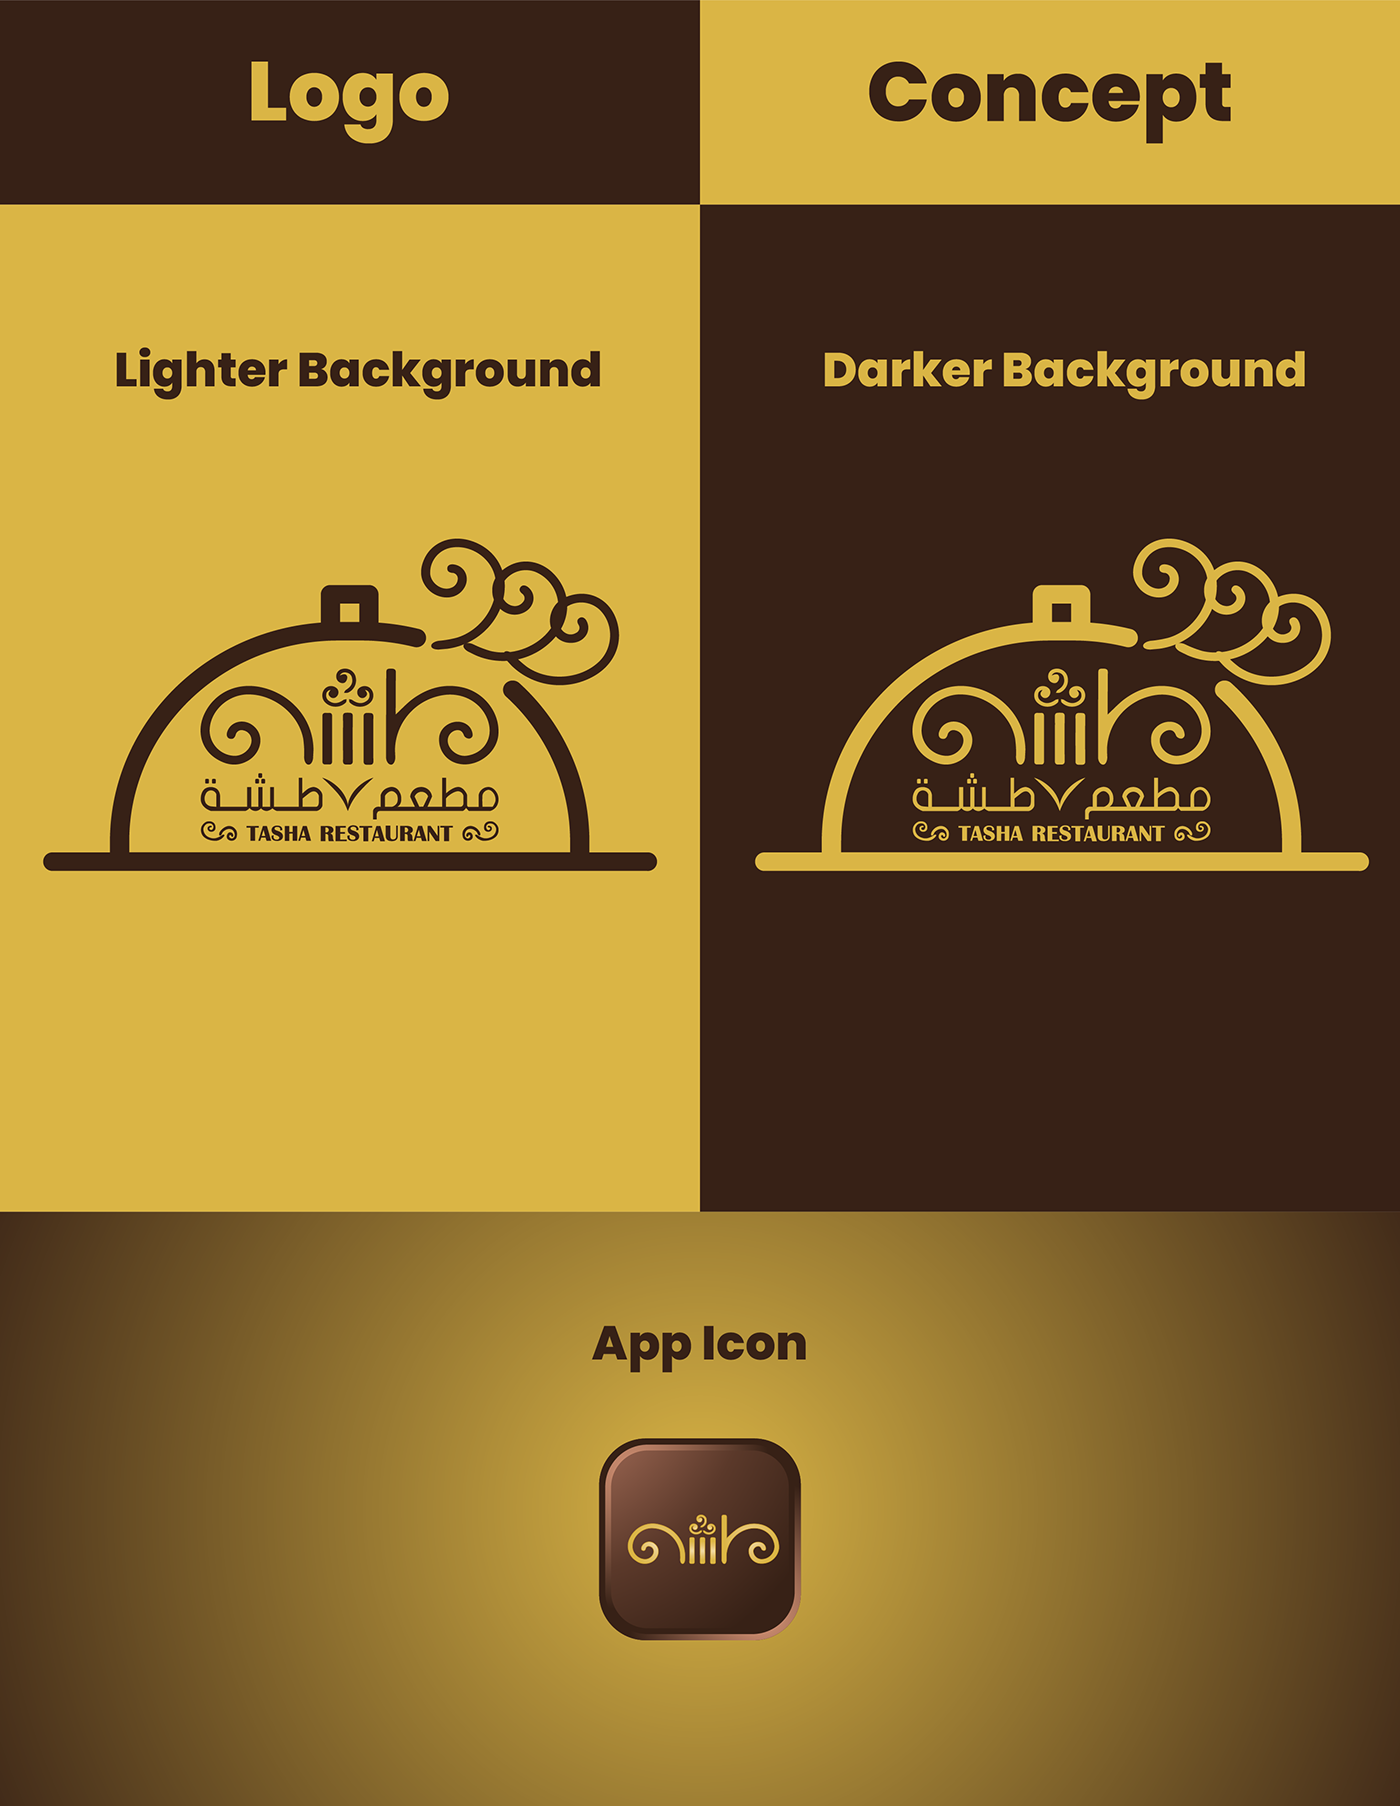 Logo
Concept
Lighter Background
طشة
مطعم طشة
TASHA RESTAURANT
Darker Background
طشة
مطعم طشة
TASHA RESTAURANT
App Icon
طشة